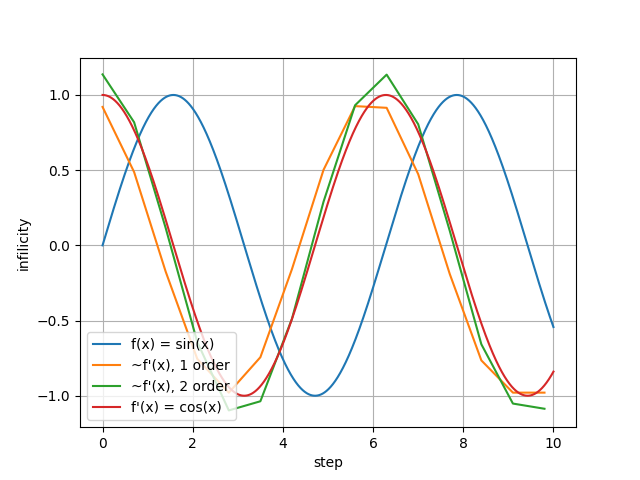 1.0
0.5
0.0
−0.5
−1.0
infilicity
f(x) = sin(x)
~f'(x), 1 order
~f'(x), 2 order
f'(x) = cos(x)
0 2 4 6 8 10
step